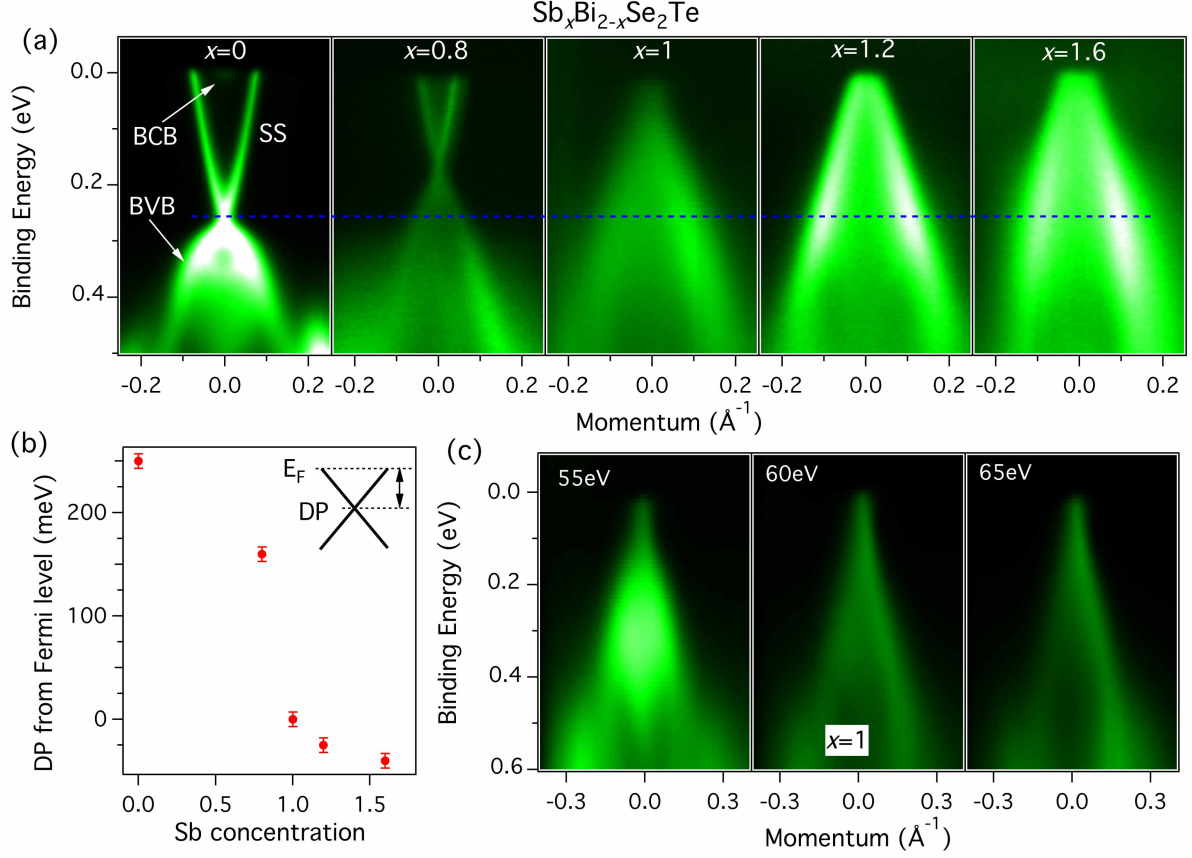 SbₓBi₂₋ₓSe₂Te
(a)
x=0
x=0.8
x=1
x=1.2
x=1.6
BCB
SS
BVB
Binding Energy (eV)
0.0
0.2
0.4
-0.2 0.0 0.2
-0.2 0.0 0.2
-0.2 0.0 0.2
-0.2 0.0 0.2
-0.2 0.0 0.2
Momentum (Å⁻¹)
(b)
DP from Fermi level (meV)
200
100
0
E_F
DP
0.0 0.5 1.0 1.5
Sb concentration
(c)
55eV
60eV
65eV
Binding Energy (eV)
0.0
0.2
0.4
0.6
x=1
-0.3 0.0 0.3
-0.3 0.0 0.3
-0.3 0.0 0.3
Momentum (Å⁻¹)